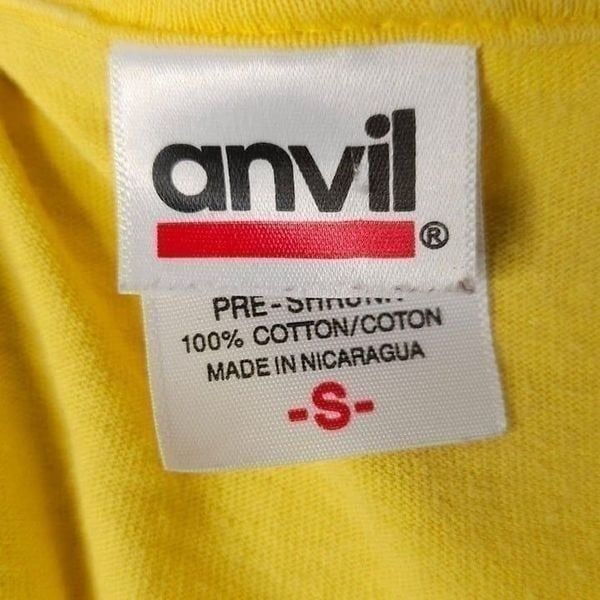 anvil®
PRE-SHRUNK
100% COTTON/COTON
MADE IN NICARAGUA
-S-